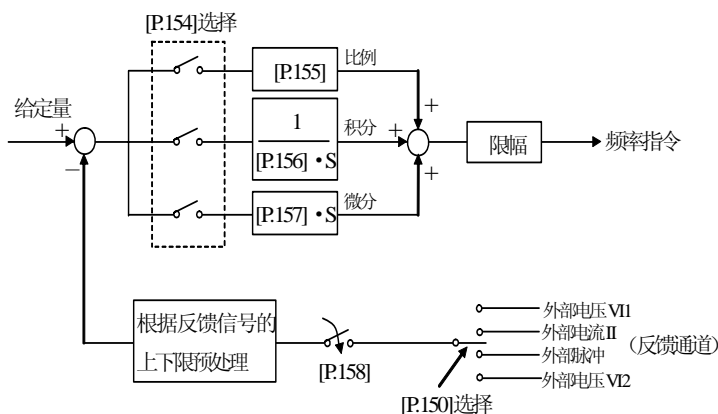 [P.154]选择
给定量
+
−
[P.155]
比例
+
1
[P.156]·S
积分
+
[P.157]·S
微分
+
限幅
频率指令
根据反馈信号的
上下限预处理
[P.158]
外部电压VI1
外部电流II
外部脉冲
外部电压VI2
(反馈通道)
[P.150]选择